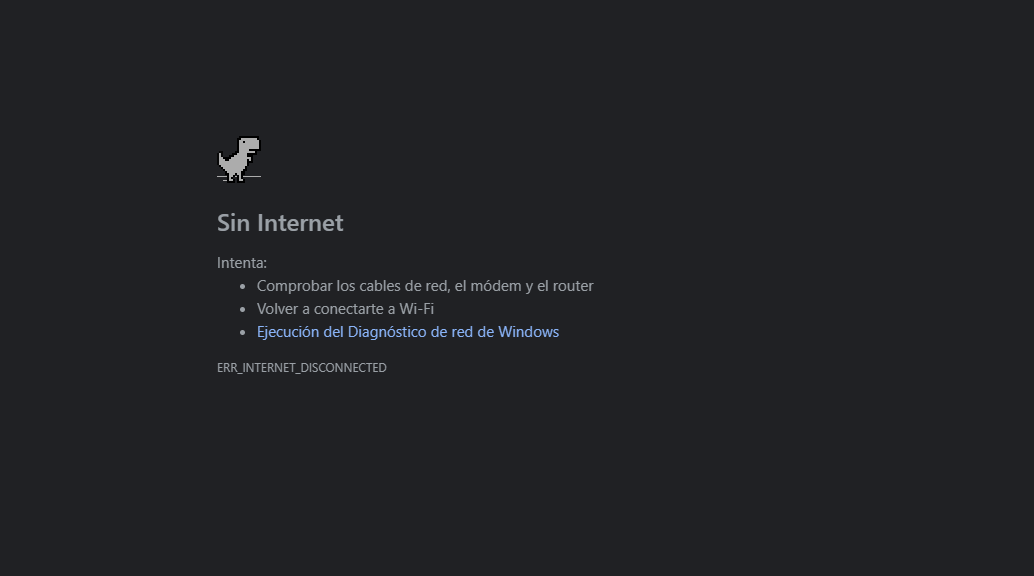 Sin Internet
Intenta:
Comprobar los cables de red, el módem y el router
Volver a conectarte a Wi-Fi
Ejecución del Diagnóstico de red de Windows
ERR_INTERNET_DISCONNECTED